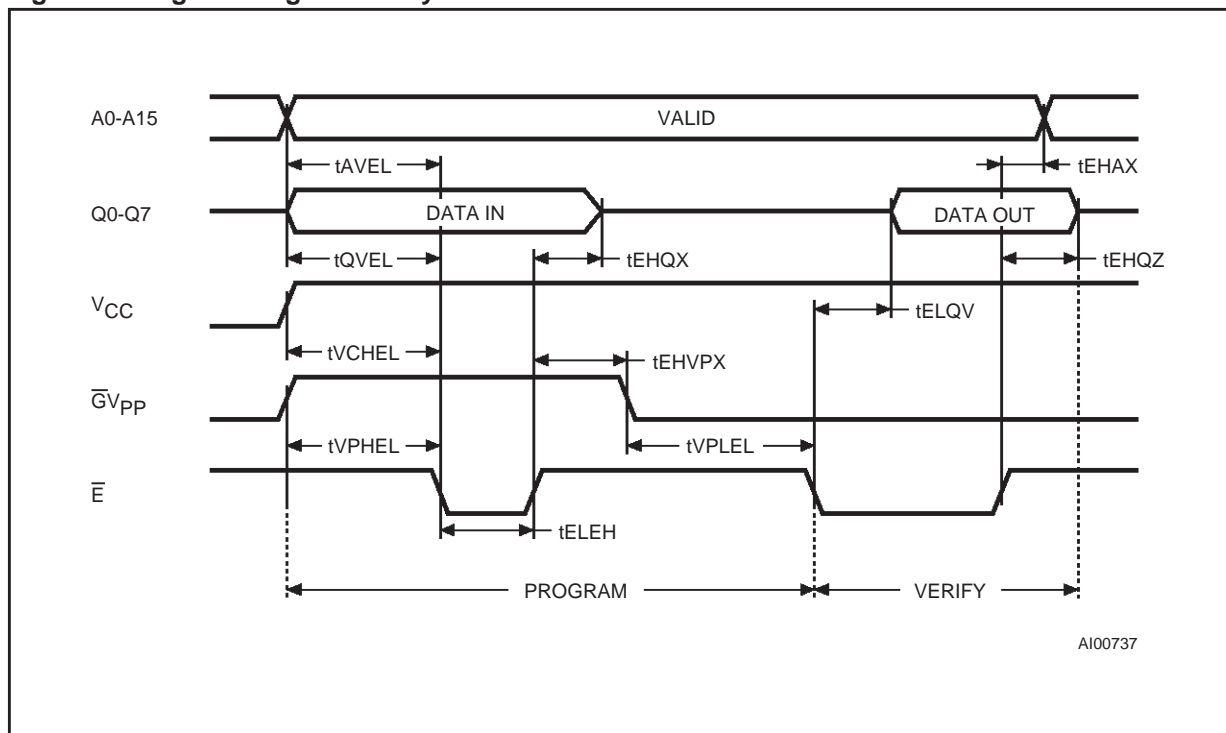 A0-A15
VALID
tAVEL
tEHAX
Q0-Q7
DATA IN
DATA OUT
tQVEL
tEHQX
tEHQZ
VCC
tELQV
tVCHEL
tEHVPX
G̅VPP
tVPHEL
tVPLEL
E̅
tELEH
PROGRAM
VERIFY
AI00737